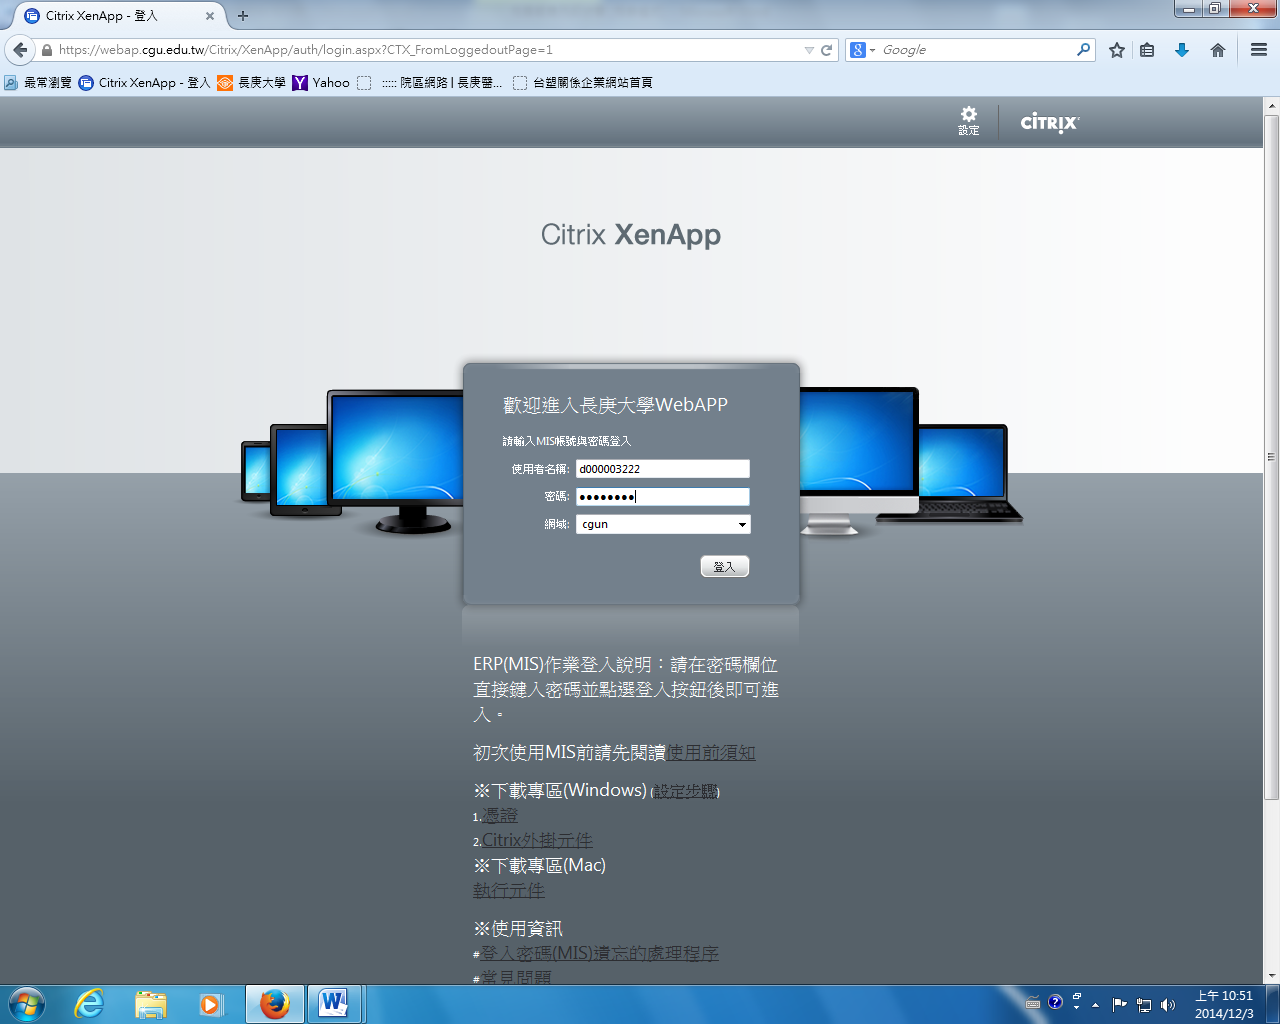 Citrix XenApp - 登入
https://webap.cgu.edu.tw/Citrix/XenApp/auth/login.aspx?CTX_FromLoggedoutPage=1
Google
最常瀏覽 Citrix XenApp - 登入 長庚大學 Yahoo ::::: 院區網路 | 長庚醫... 台塑關係企業網站首頁
設定
CITRIX
Citrix XenApp
歡迎進入長庚大學WebAPP
請輸入MIS帳號與密碼登入
使用者名稱: d000003222
密碼: ●●●●●●●●
網域: cgun
登入
ERP(MIS)作業登入說明：請在密碼欄位
直接鍵入密碼並點選登入按鈕後即可進
入。
初次使用MIS前請先閱讀使用前須知
※下載專區(Windows) (設定步驟)
1.憑證
2.Citrix外掛元件
※下載專區(Mac)
執行元件
※使用資訊
#登入密碼(MIS)遺忘的處理程序
#常見問題
上午 10:51
2014/12/3